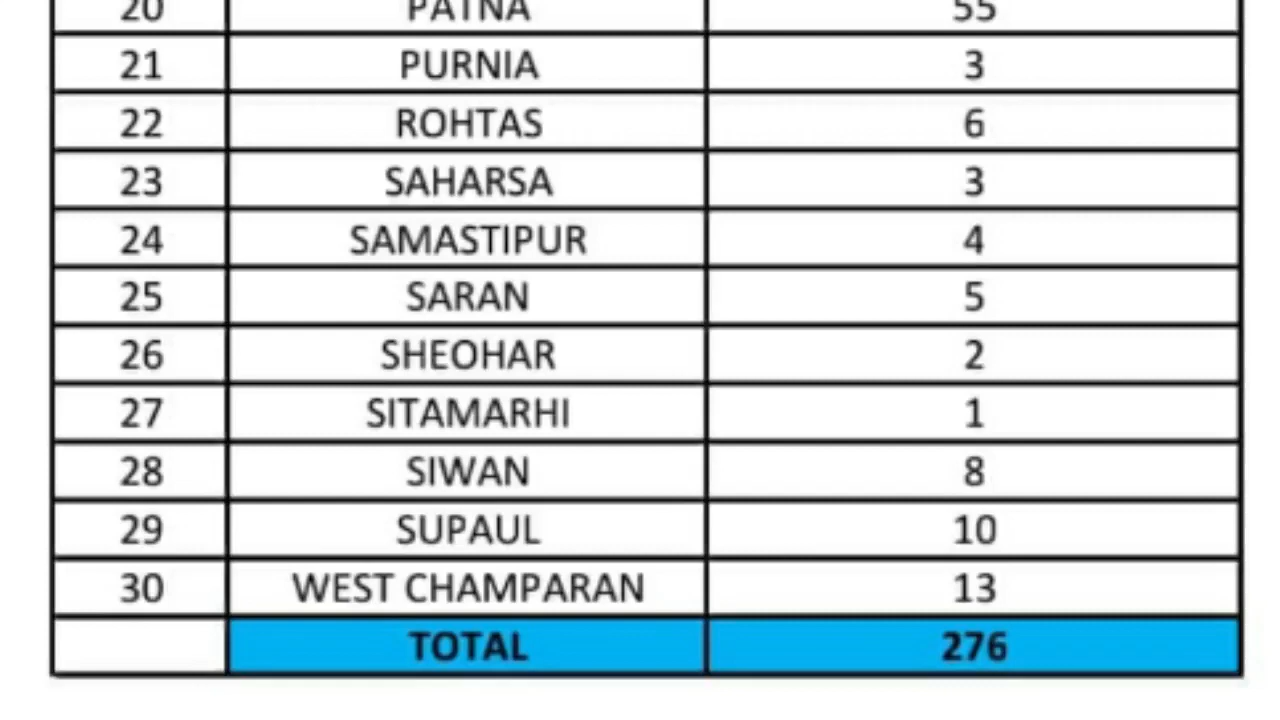 20 PATNA 55
21 PURNIA 3
22 ROHTAS 6
23 SAHARSA 3
24 SAMASTIPUR 4
25 SARAN 5
26 SHEOHAR 2
27 SITAMARHI 1
28 SIWAN 8
29 SUPAUL 10
30 WEST CHAMPARAN 13
TOTAL 276